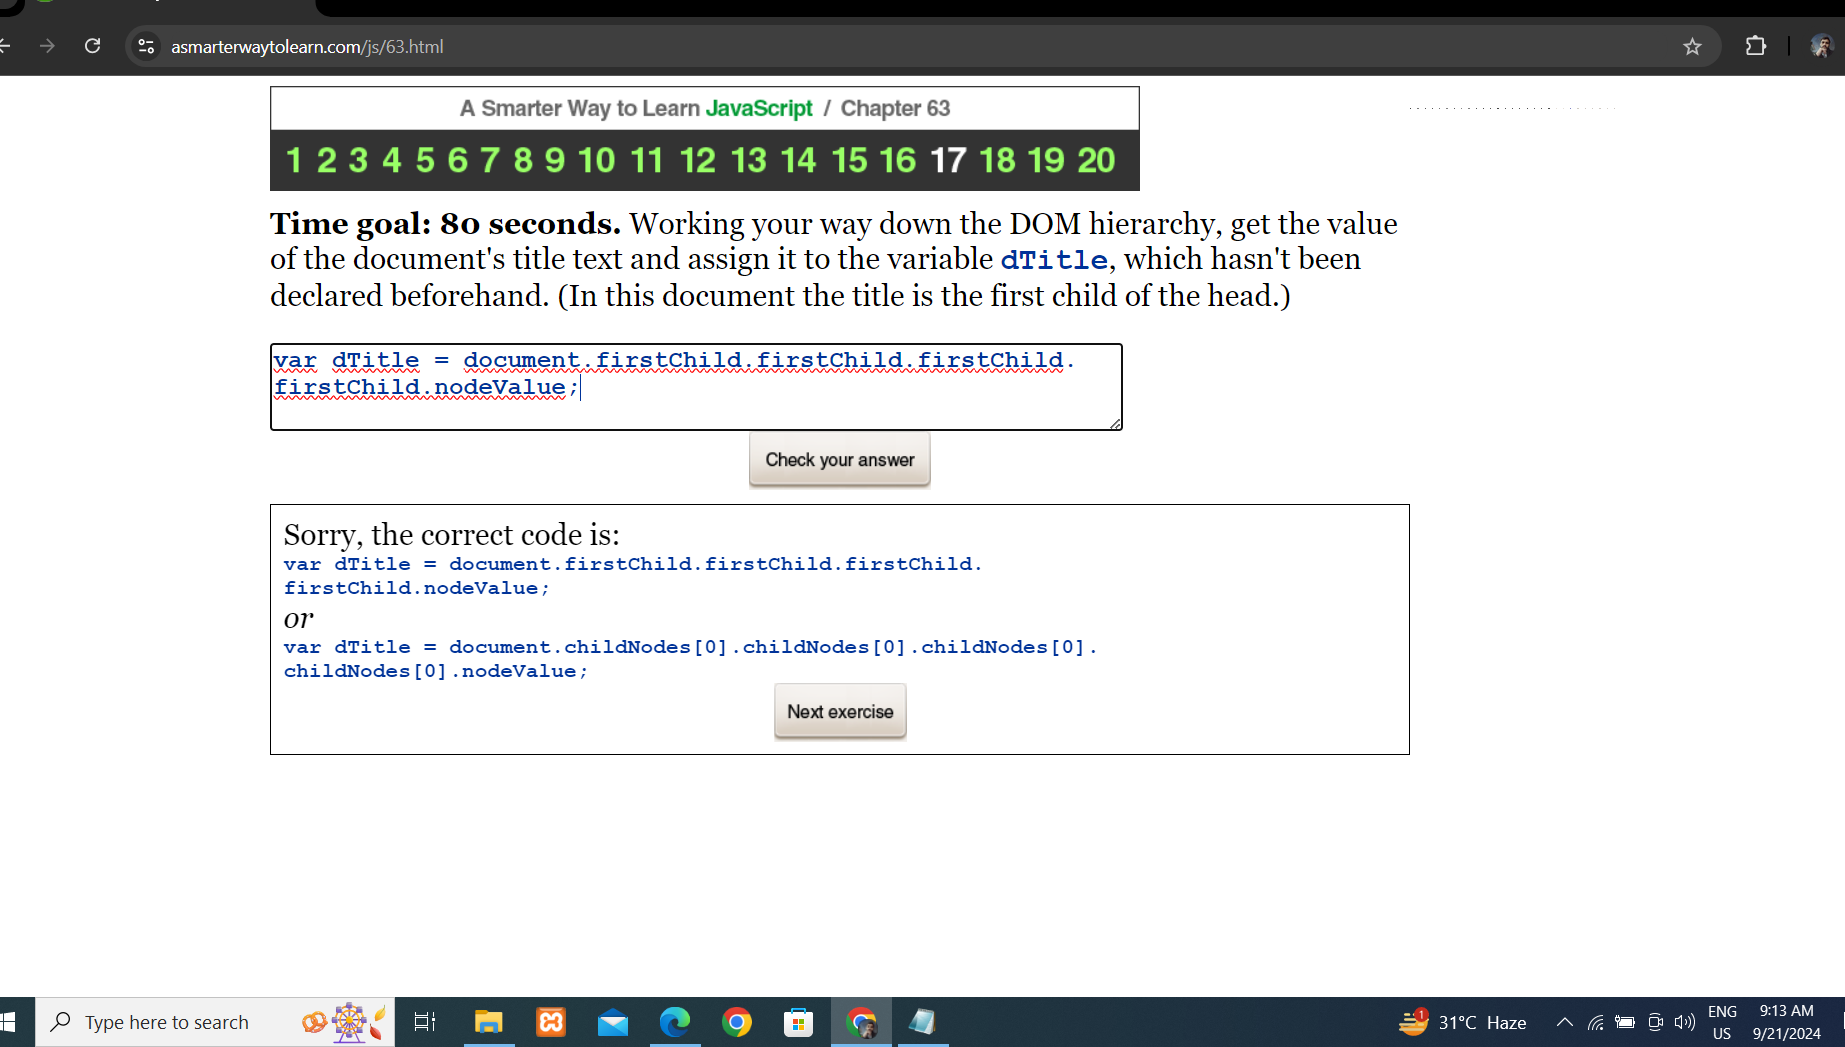 asmarterwaytolearn.com/js/63.html
A Smarter Way to Learn JavaScript / Chapter 63
1 2 3 4 5 6 7 8 9 10 11 12 13 14 15 16 17 18 19 20
Time goal: 80 seconds. Working your way down the DOM hierarchy, get the value
of the document's title text and assign it to the variable dTitle, which hasn't been
declared beforehand. (In this document the title is the first child of the head.)
var dTitle = document.firstChild.firstChild.firstChild.
firstChild.nodeValue;
Check your answer
Sorry, the correct code is:
var dTitle = document.firstChild.firstChild.firstChild.
firstChild.nodeValue;
or
var dTitle = document.childNodes[0].childNodes[0].childNodes[0].
childNodes[0].nodeValue;
Next exercise
Type here to search
1
31°C Haze
ENG
US
9:13 AM
9/21/2024